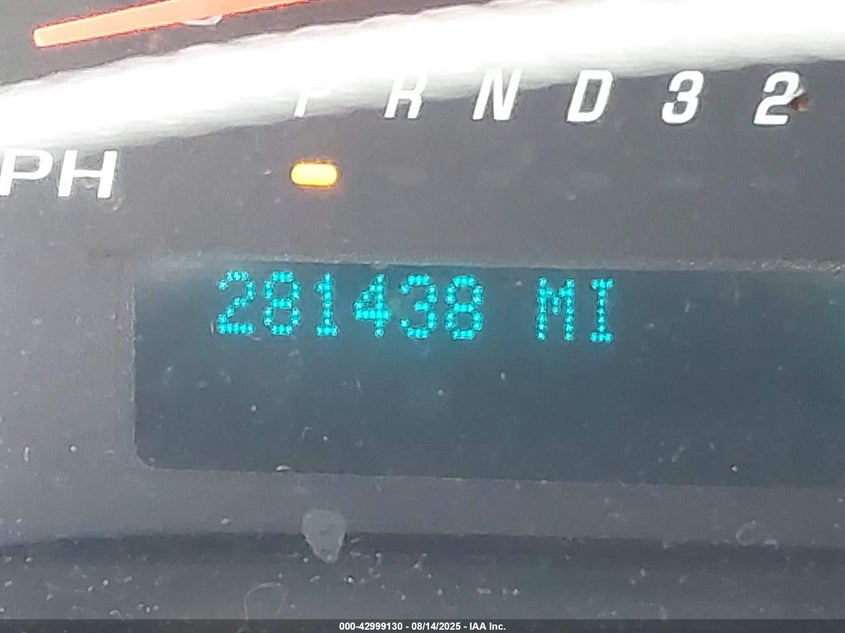 P R N D 3 2
PH
281438 MI
000-42999130 - 08/14/2025 - IAA Inc.